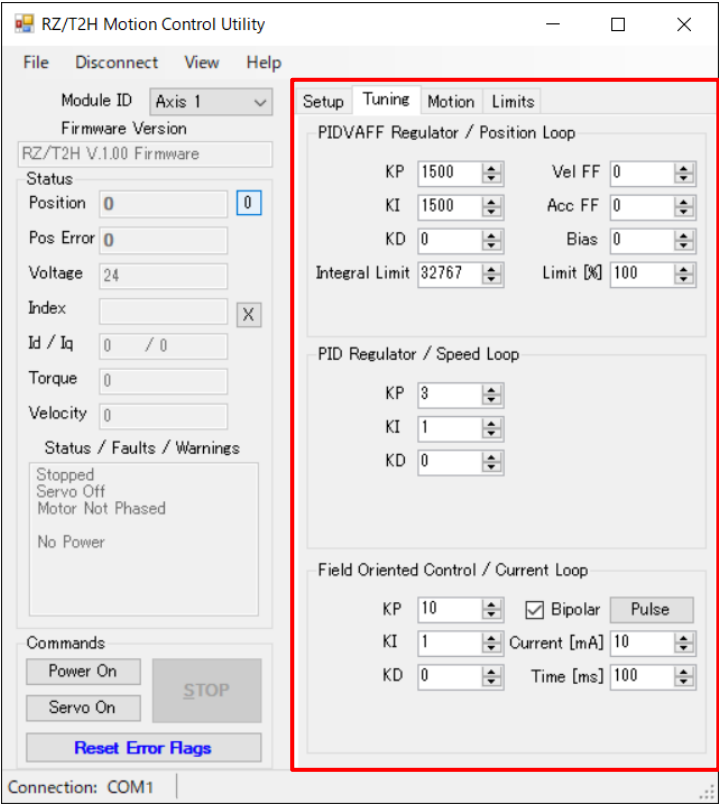 RZ/T2H Motion Control Utility
File Disconnect View Help
Module ID Axis 1
Firmware Version
RZ/T2H V.1.00 Firmware
Status
Position 0 0
Pos Error 0
Voltage 24
Index X
Id / Iq 0 / 0
Torque 0
Velocity 0
Status / Faults / Warnings
Stopped
Servo Off
Motor Not Phased
No Power
Commands
Power On
Servo On
STOP
Reset Error Flags
Setup Tuning Motion Limits
PIDVAFF Regulator / Position Loop
KP 1500 Vel FF 0
KI 1500 Acc FF 0
KD 0 Bias 0
Integral Limit 32767 Limit [%] 100
PID Regulator / Speed Loop
KP 3
KI 1
KD 0
Field Oriented Control / Current Loop
KP 10 Bipolar Pulse
KI 1 Current [mA] 10
KD 0 Time [ms] 100
Connection: COM1